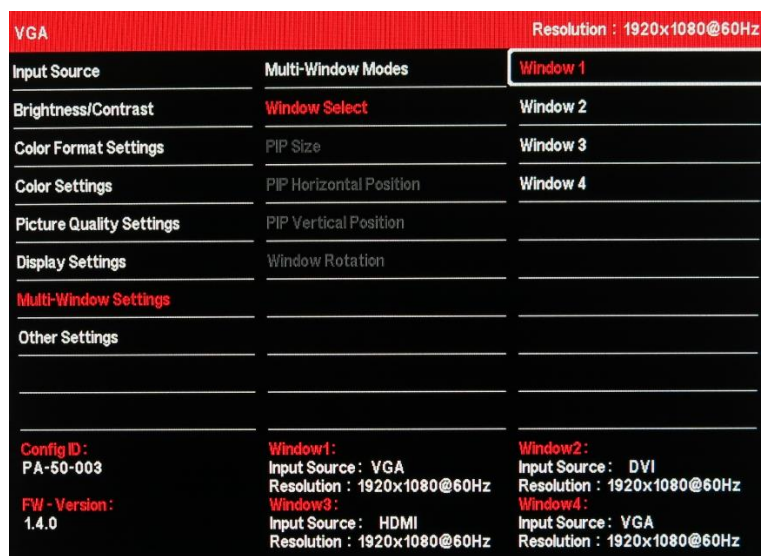 VGA
Resolution : 1920x1080@60Hz
Input Source
Multi-Window Modes
Window 1
Brightness/Contrast
Window Select
Window 2
Color Format Settings
PIP Size
Window 3
Color Settings
PIP Horizontal Position
Window 4
Picture Quality Settings
PIP Vertical Position
Display Settings
Window Rotation
Multi-Window Settings
Other Settings
Config ID :
PA-50-003
FW - Version :
1.4.0
Window1:
Input Source : VGA
Resolution : 1920x1080@60Hz
Window3 :
Input Source : HDMI
Resolution : 1920x1080@60Hz
Window2 :
Input Source : DVI
Resolution : 1920x1080@60Hz
Window4 :
Input Source : VGA
Resolution : 1920x1080@60Hz